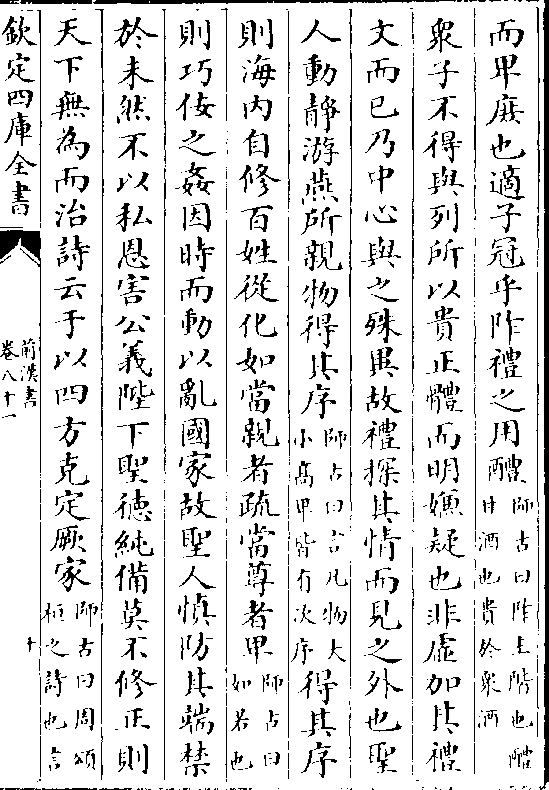 而卑庻也適子冠乎阼禮之用醴師古曰阼主階也醴甘酒也貴於衆酒
衆子不得與列所以貴正體而明嫌疑也非虛加其禮
文而已乃中心與之殊異故禮探其情而見之外也聖
人動靜游燕所親物得其序師古曰言凡物大小髙卑皆有次序得其序
則海内自修百姓從化如當親者疏當尊者卑師古曰如若也
則巧佞之姦因時而動以亂國家故聖人慎防其端禁
於未然不以私恩害公義陛下聖徳純備莫不修正則
天下無為而治詩云于以四方克定厥家師古曰周頌桓之詩也言
欽定四庫全書
前漢書
卷八十一
十